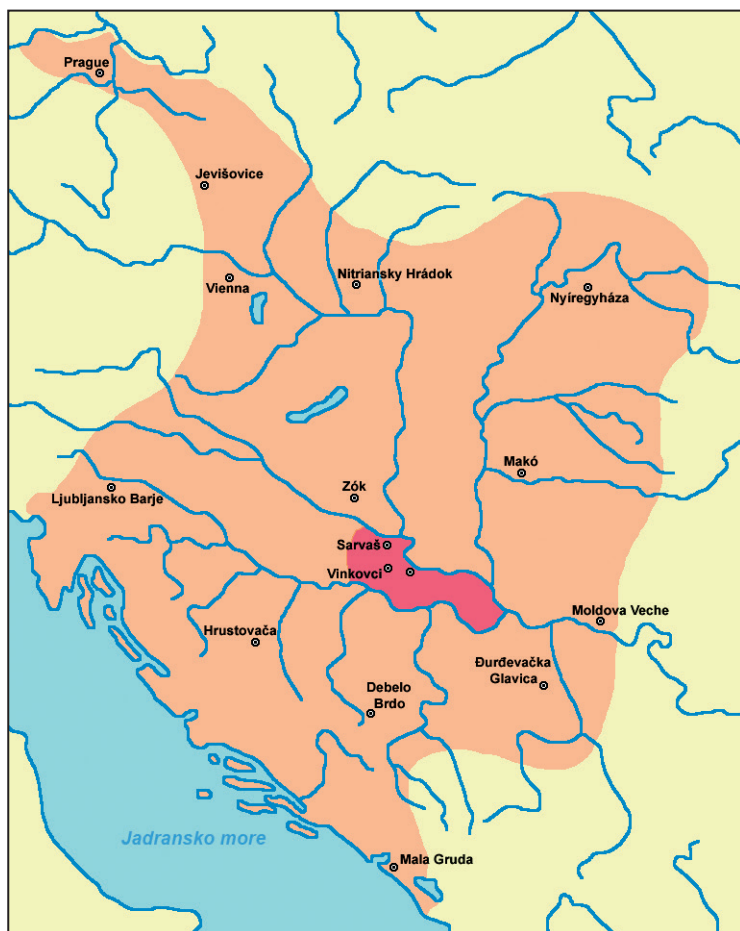 Prague
Jevišovice
Vienna
Nitriansky Hrádok
Nyíregyháza
Makó
Ljubljansko Barje
Zók
Sarvaš
Vinkovci
Moldova Veche
Hrustovača
Đurđevačka
Glavica
Debelo
Brdo
Jadransko more
Mala Gruda